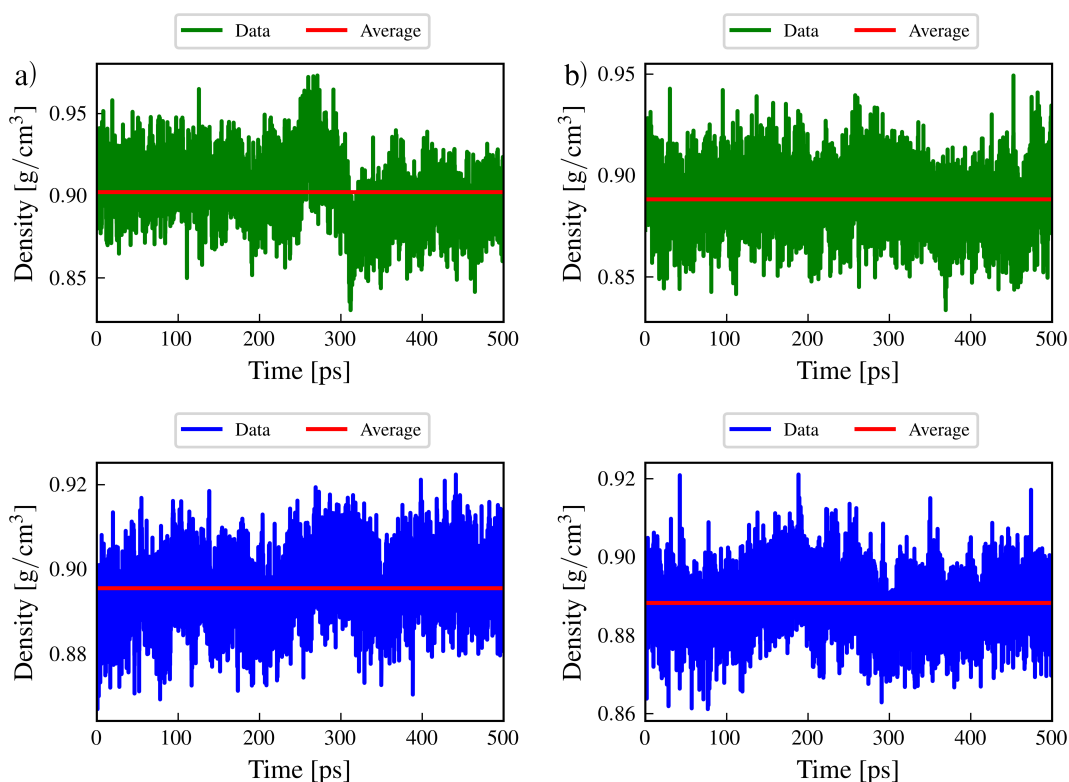 Data Average
Data Average
a)
b)
Density [g/cm³]
0.95
0.90
0.85
0 100 200 300 400 500
Time [ps]
Density [g/cm³]
0.95
0.90
0.85
0 100 200 300 400 500
Time [ps]
Data Average
Data Average
Density [g/cm³]
0.92
0.90
0.88
0 100 200 300 400 500
Time [ps]
Density [g/cm³]
0.92
0.90
0.88
0.86
0 100 200 300 400 500
Time [ps]